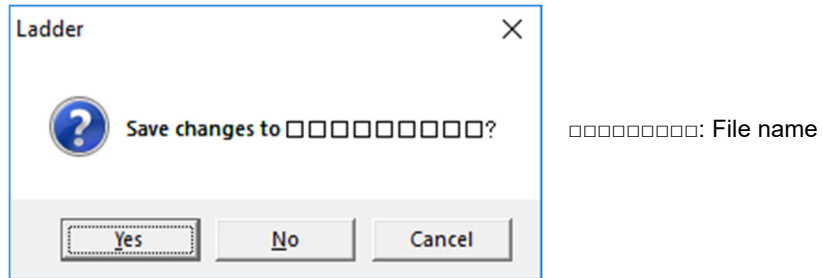 Ladder
Save changes to □□□□□□□□□?
□□□□□□□□□: File name
Yes
No
Cancel